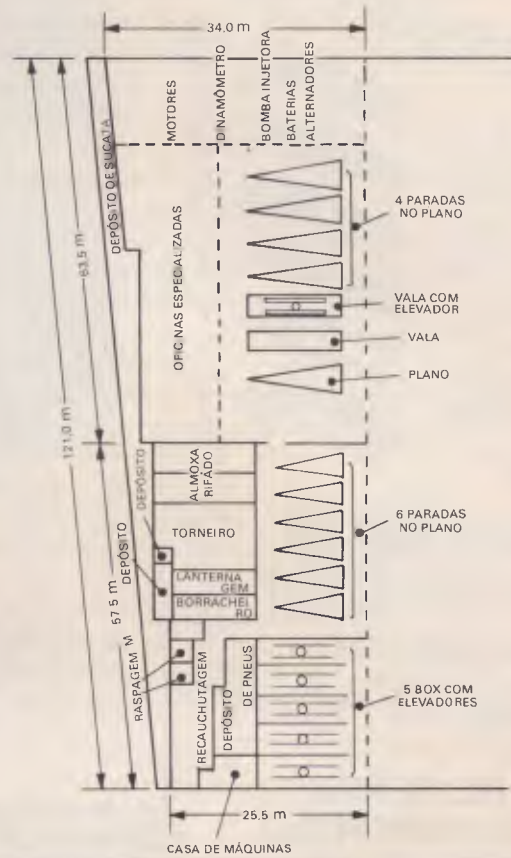 34,0 m
MOTORES
DINAMÔMETRO
BOMBA INJETORA
BATERIAS
ALTERNADORES
DEPÓSITO DE SUCATA
4 PARADAS
NO PLANO
63,5 m
OFICINAS ESPECIALIZADAS
VALA COM
ELEVADOR
VALA
PLANO
121,0 m
ALMOXA
RIFADO
DEPÓSITO
6 PARADAS
NO PLANO
TORNEIRO
DEPÓSITO
LANTERNA
GEM
BORRACHEI
RO
57 5 m
RASPAGEM M
RECAUCHUTAGEM
DEPÓSITO
DE PNEUS
5 BOX COM
ELEVADORES
25,5 m
CASA DE MÁQUINAS